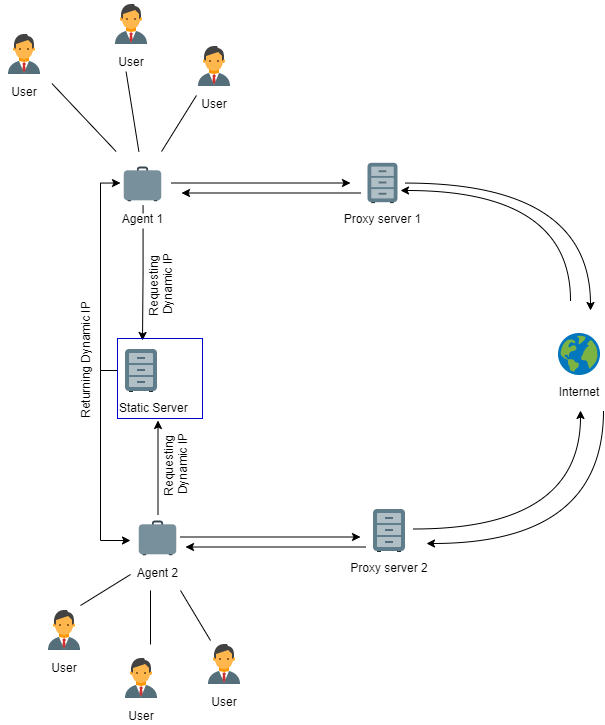 User
User
User
Agent 1
Proxy server 1
Requesting
Dynamic IP
Returning Dynamic IP
Static Server
Internet
Requesting
Dynamic IP
Agent 2
Proxy server 2
User
User
User